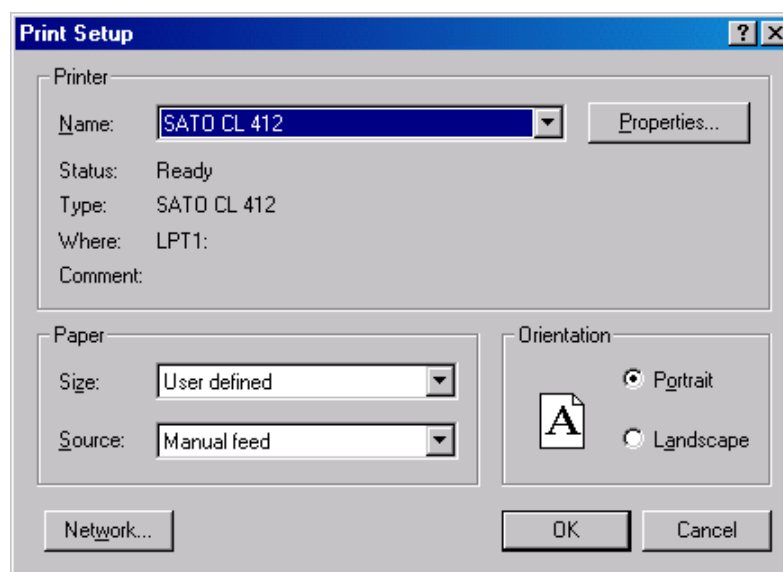 Print Setup
Printer
Name: SATO CL 412 Properties...
Status: Ready
Type: SATO CL 412
Where: LPT1:
Comment:
Paper
Size: User defined
Source: Manual feed
Orientation
A
Portrait
Landscape
Network... OK Cancel